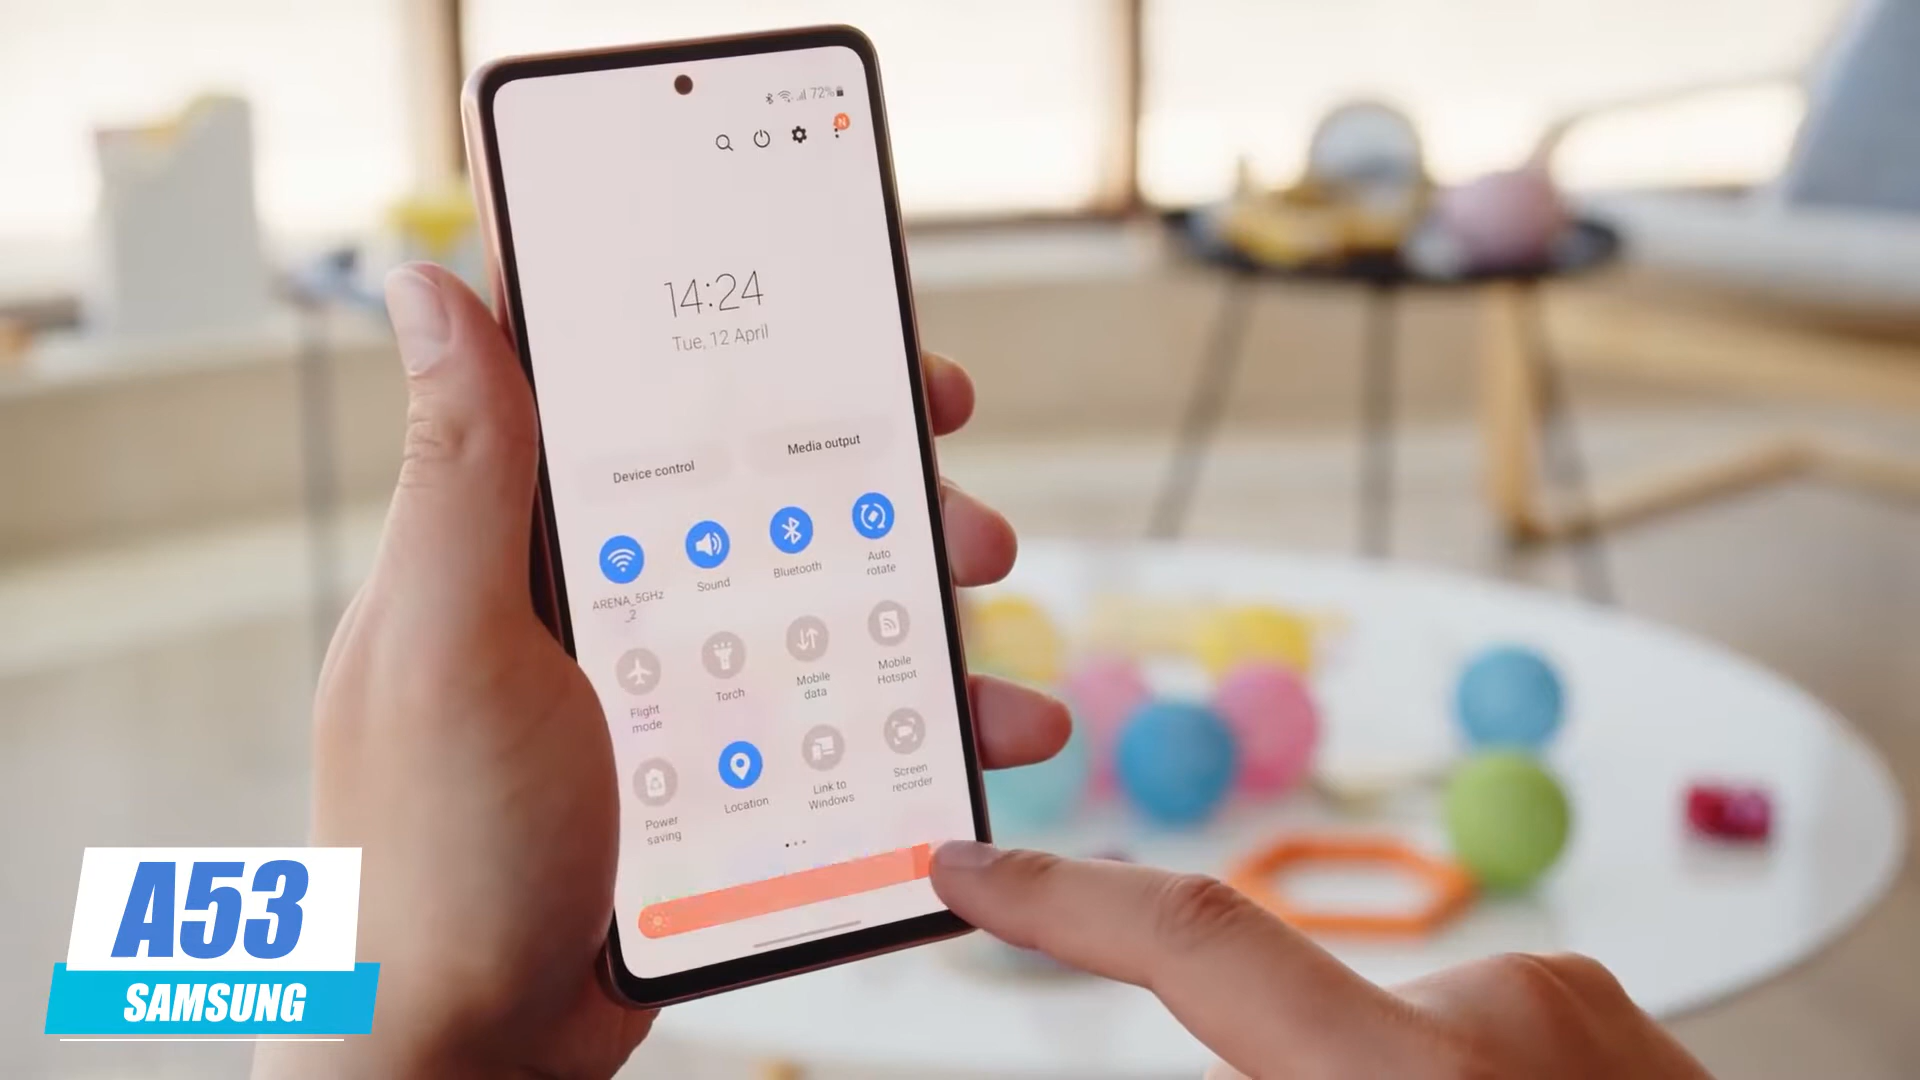 72%
N
14:24
Tue, 12 April
Device control
Media output
ARENA_5GHz
_2
Sound
Bluetooth
Auto
rotate
Flight
mode
Torch
Mobile
data
Mobile
Hotspot
Power
saving
Location
Link to
Windows
Screen
recorder
A53
SAMSUNG